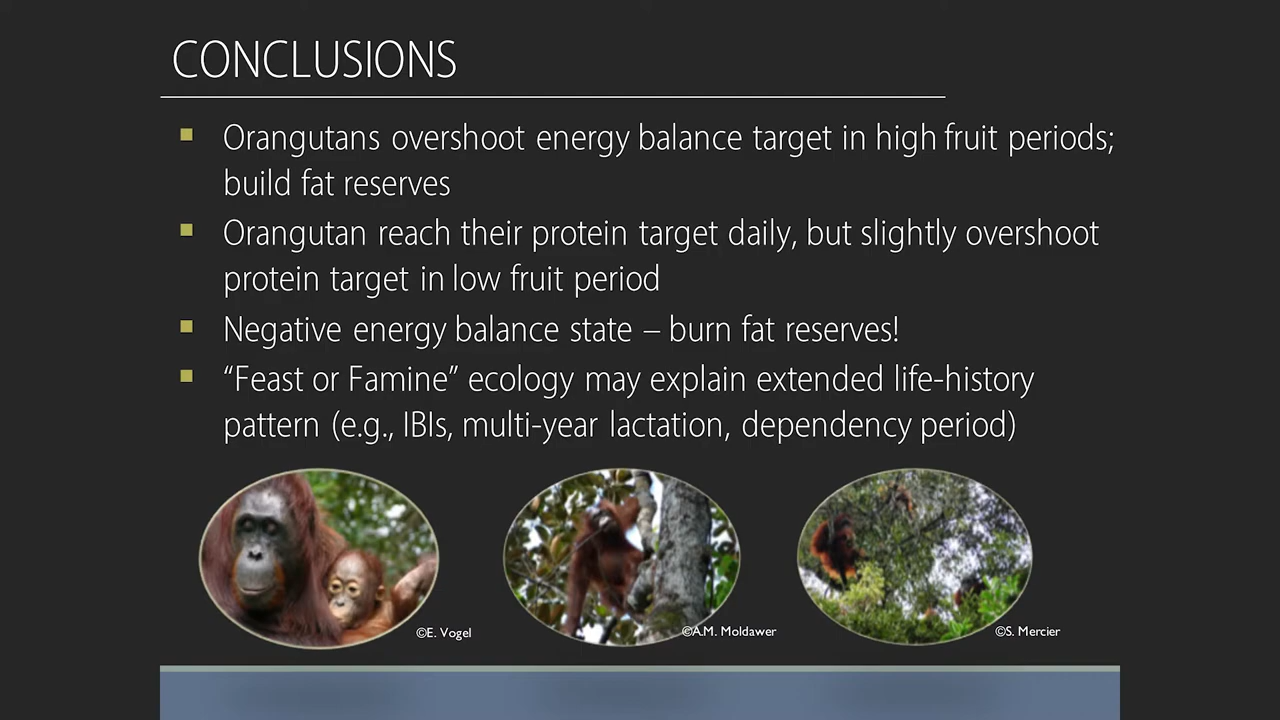 CONCLUSIONS
Orangutans overshoot energy balance target in high fruit periods;
build fat reserves
Orangutan reach their protein target daily, but slightly overshoot
protein target in low fruit period
Negative energy balance state – burn fat reserves!
“Feast or Famine” ecology may explain extended life-history
pattern (e.g., IBIs, multi-year lactation, dependency period)
©E. Vogel
©A.M. Moldawer
©S. Mercier